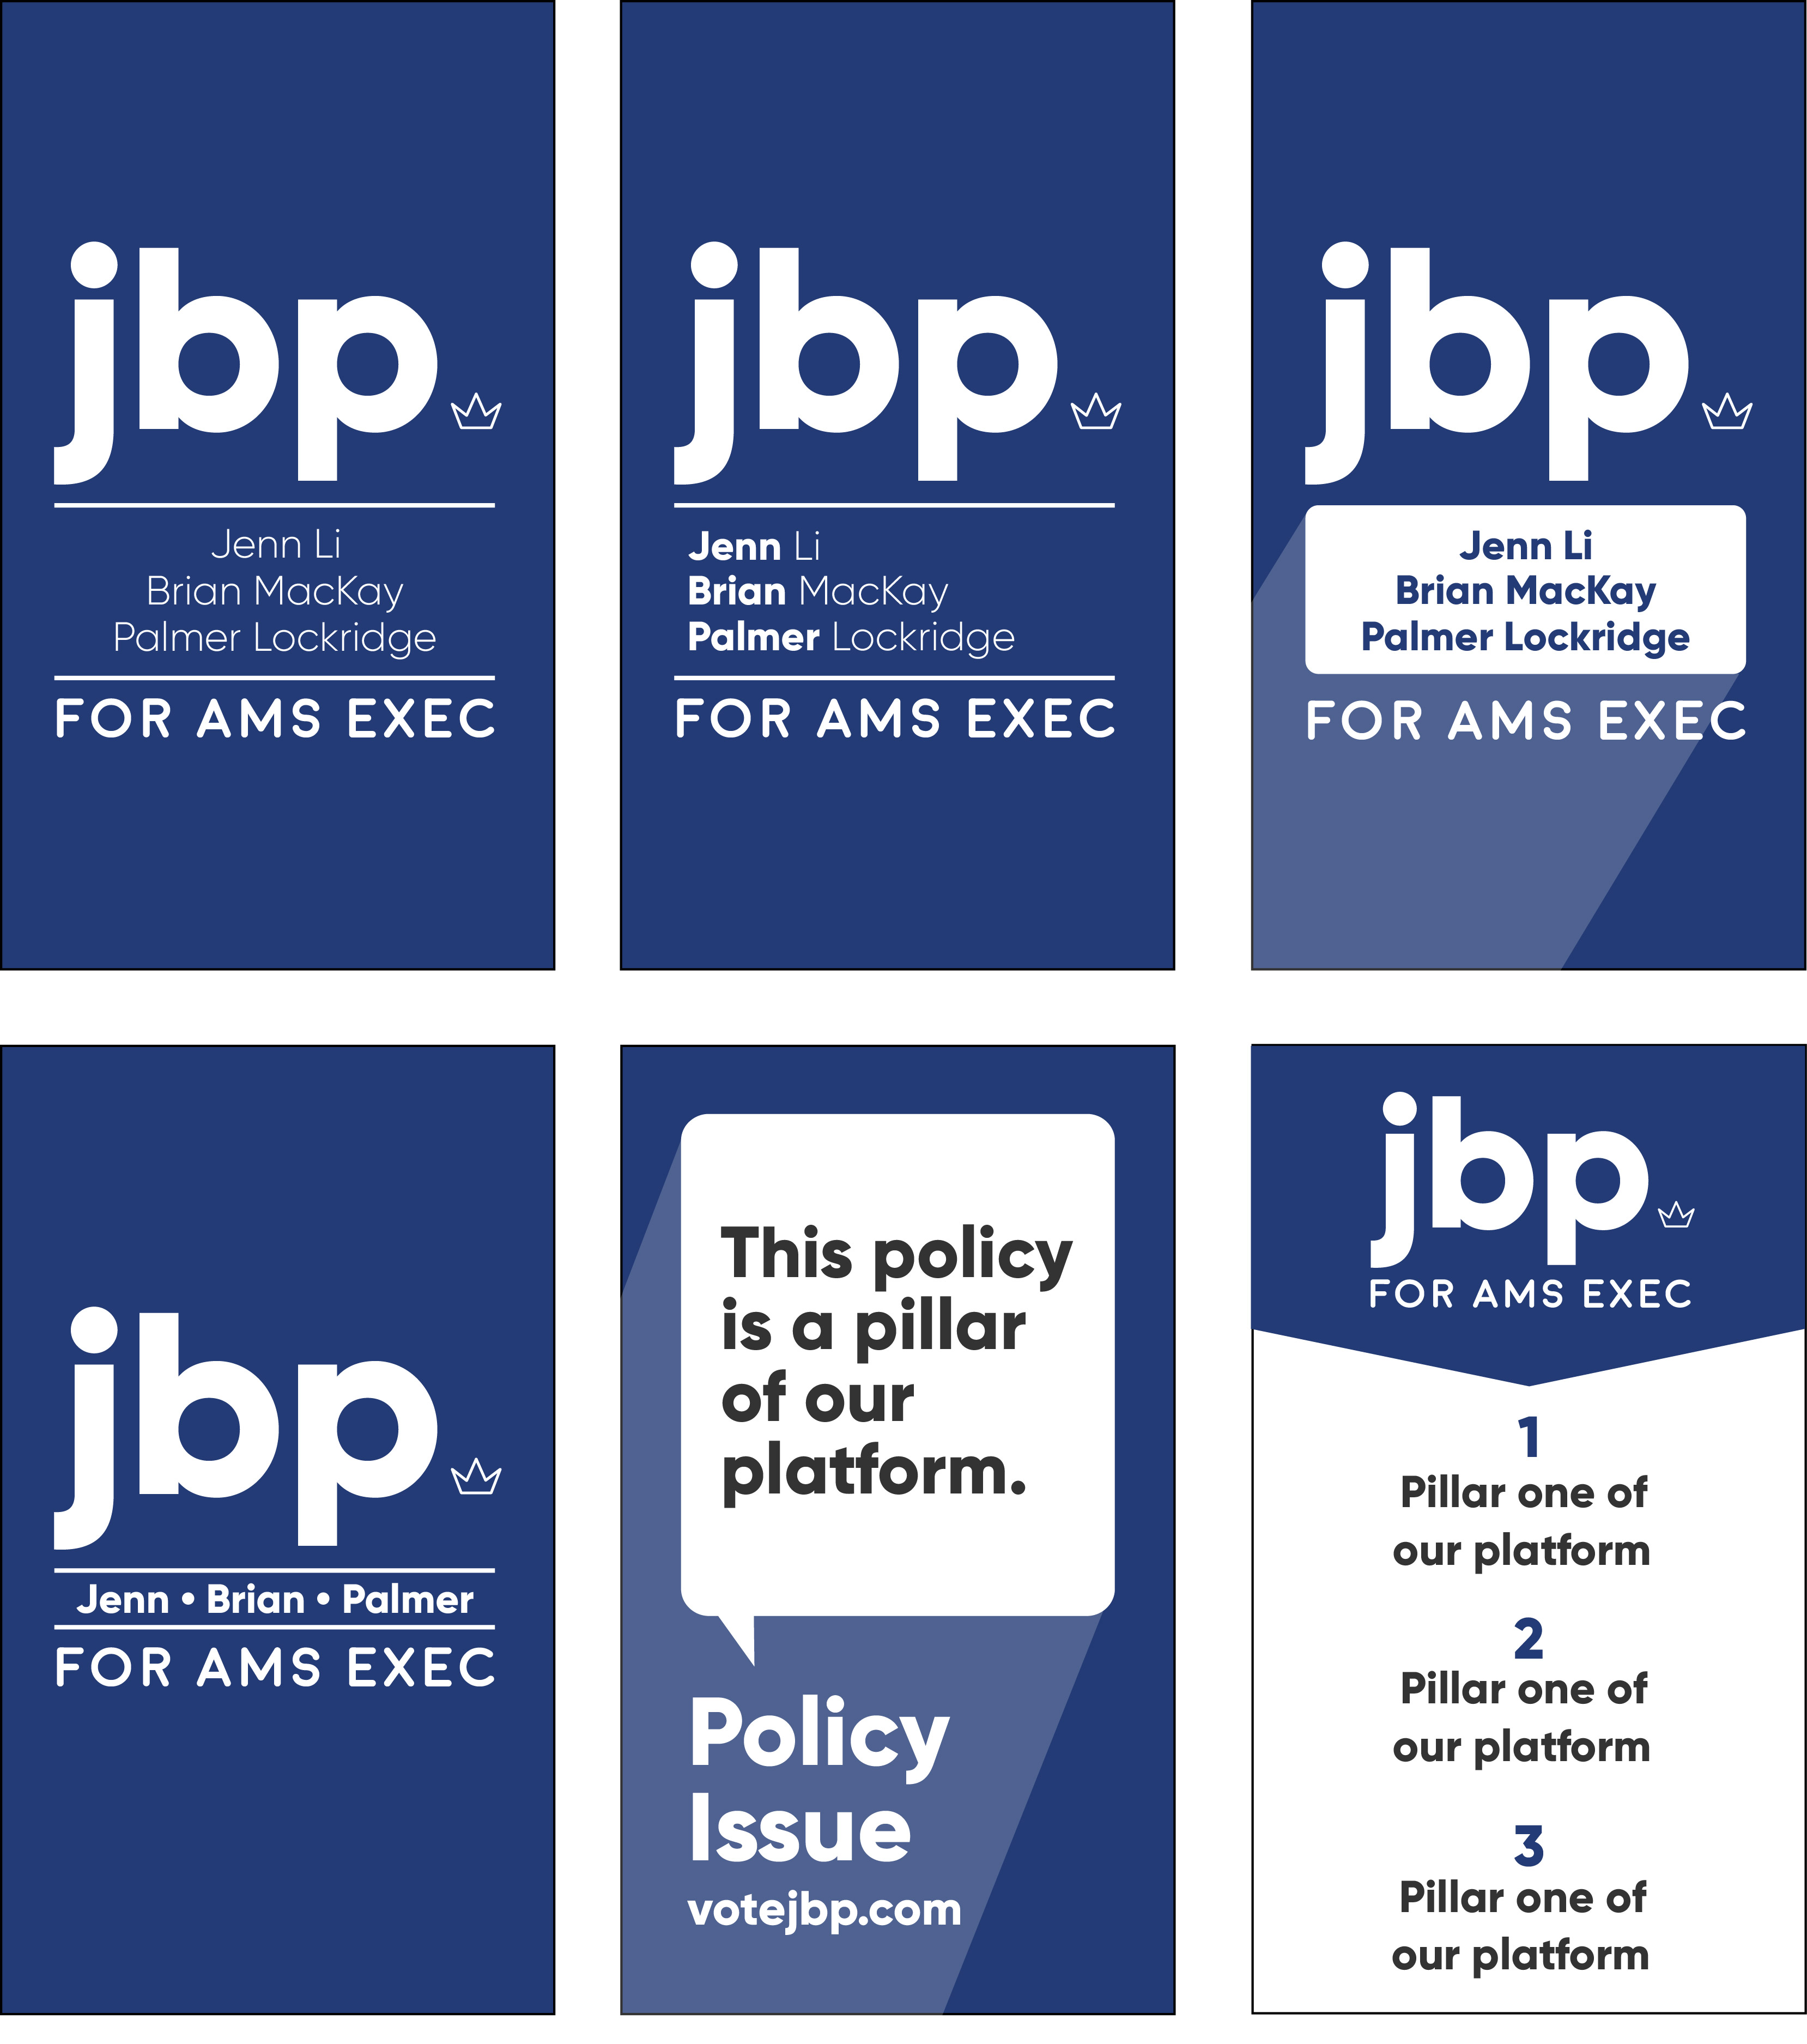 jbp
Jenn Li
Brian MacKay
Palmer Lockridge
FOR AMS EXEC
jbp
Jenn Li
Brian MacKay
Palmer Lockridge
FOR AMS EXEC
jbp
Jenn Li
Brian MacKay
Palmer Lockridge
FOR AMS EXEC
jbp
Jenn • Brian • Palmer
FOR AMS EXEC
This policy
is a pillar
of our
platform.
Policy
Issue
votejbp.com
jbp
FOR AMS EXEC
1
Pillar one of
our platform
2
Pillar one of
our platform
3
Pillar one of
our platform